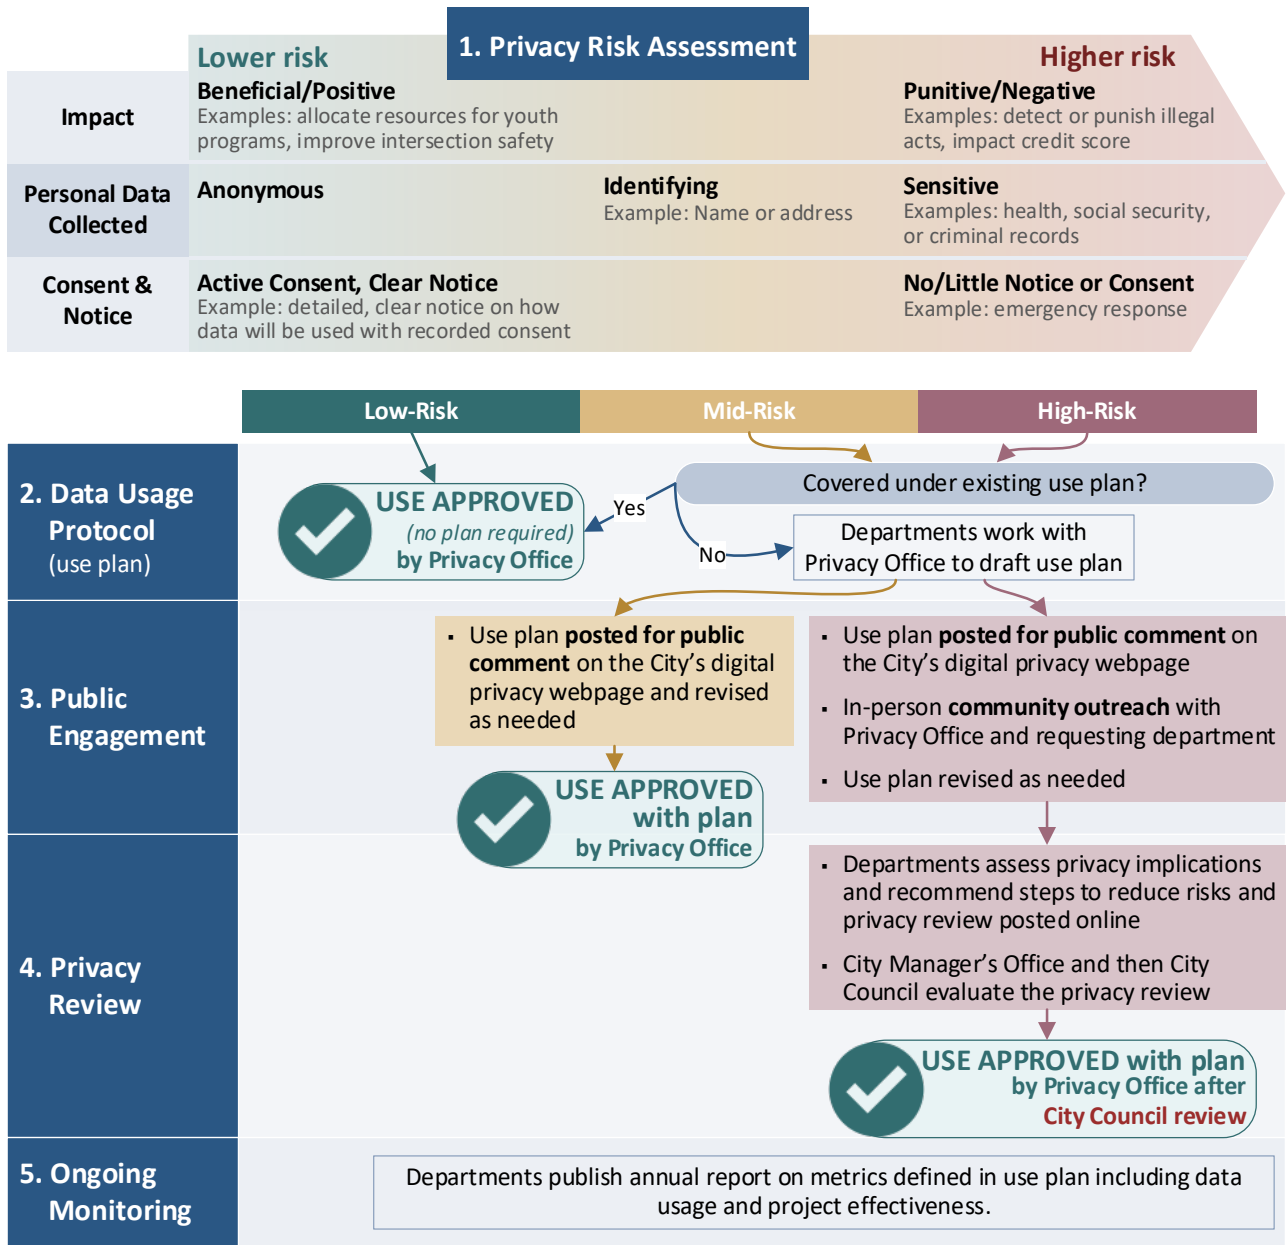 1. Privacy Risk Assessment
Lower risk
Higher risk
Impact
Beneficial/Positive
Examples: allocate resources for youth
programs, improve intersection safety
Punitive/Negative
Examples: detect or punish illegal
acts, impact credit score
Personal Data
Collected
Anonymous
Identifying
Example: Name or address
Sensitive
Examples: health, social security,
or criminal records
Consent &
Notice
Active Consent, Clear Notice
Example: detailed, clear notice on how
data will be used with recorded consent
No/Little Notice or Consent
Example: emergency response
Low-Risk
Mid-Risk
High-Risk
2. Data Usage
Protocol
(use plan)
USE APPROVED
(no plan required)
by Privacy Office
Yes
No
Covered under existing use plan?
Departments work with
Privacy Office to draft use plan
3. Public
Engagement
▪ Use plan posted for public
comment on the City's digital
privacy webpage and revised
as needed
USE APPROVED
with plan
by Privacy Office
▪ Use plan posted for public comment on
the City's digital privacy webpage
▪ In-person community outreach with
Privacy Office and requesting department
▪ Use plan revised as needed
4. Privacy
Review
▪ Departments assess privacy implications
and recommend steps to reduce risks and
privacy review posted online
▪ City Manager's Office and then City
Council evaluate the privacy review
USE APPROVED with plan
by Privacy Office after
City Council review
5. Ongoing
Monitoring
Departments publish annual report on metrics defined in use plan including data
usage and project effectiveness.